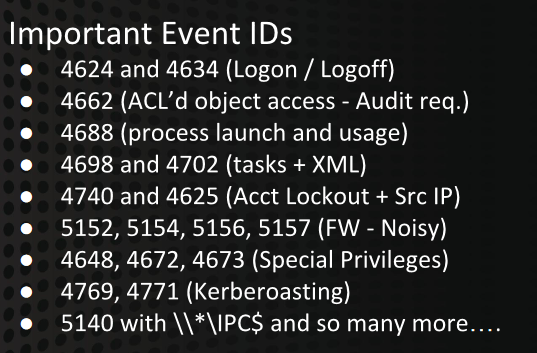 Important Event IDs
● 4624 and 4634 (Logon / Logoff)
● 4662 (ACL’d object access - Audit req.)
● 4688 (process launch and usage)
● 4698 and 4702 (tasks + XML)
● 4740 and 4625 (Acct Lockout + Src IP)
● 5152, 5154, 5156, 5157 (FW - Noisy)
● 4648, 4672, 4673 (Special Privileges)
● 4769, 4771 (Kerberoasting)
● 5140 with \\*\IPC$ and so many more….